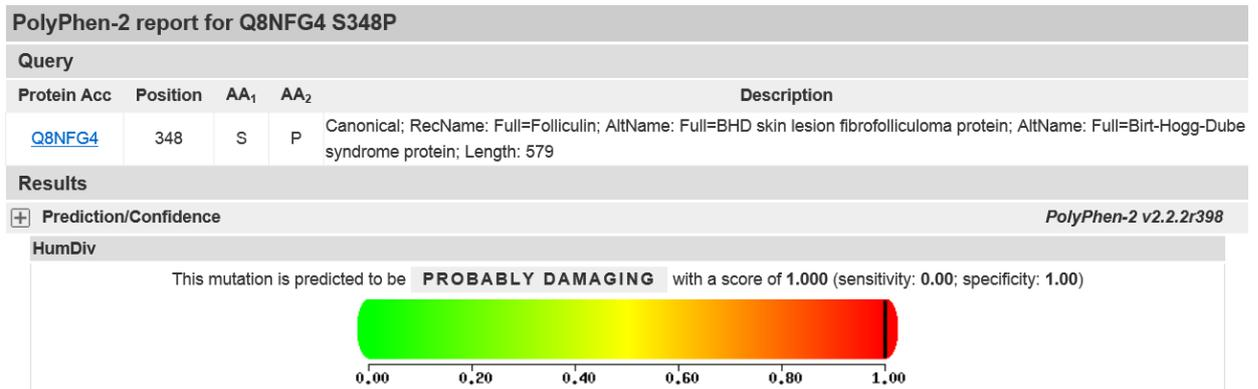 PolyPhen-2 report for Q8NFG4 S348P
Query
Protein Acc Position AA₁ AA₂ Description
Q8NFG4 348 S P Canonical; RecName: Full=Folliculin; AltName: Full=BHD skin lesion fibrofolliculoma protein; AltName: Full=Birt-Hogg-Dube
syndrome protein; Length: 579
Results
Prediction/Confidence PolyPhen-2 v2.2.2r398
HumDiv
This mutation is predicted to be PROBABLY DAMAGING with a score of 1.000 (sensitivity: 0.00; specificity: 1.00)
0.00 0.20 0.40 0.60 0.80 1.00